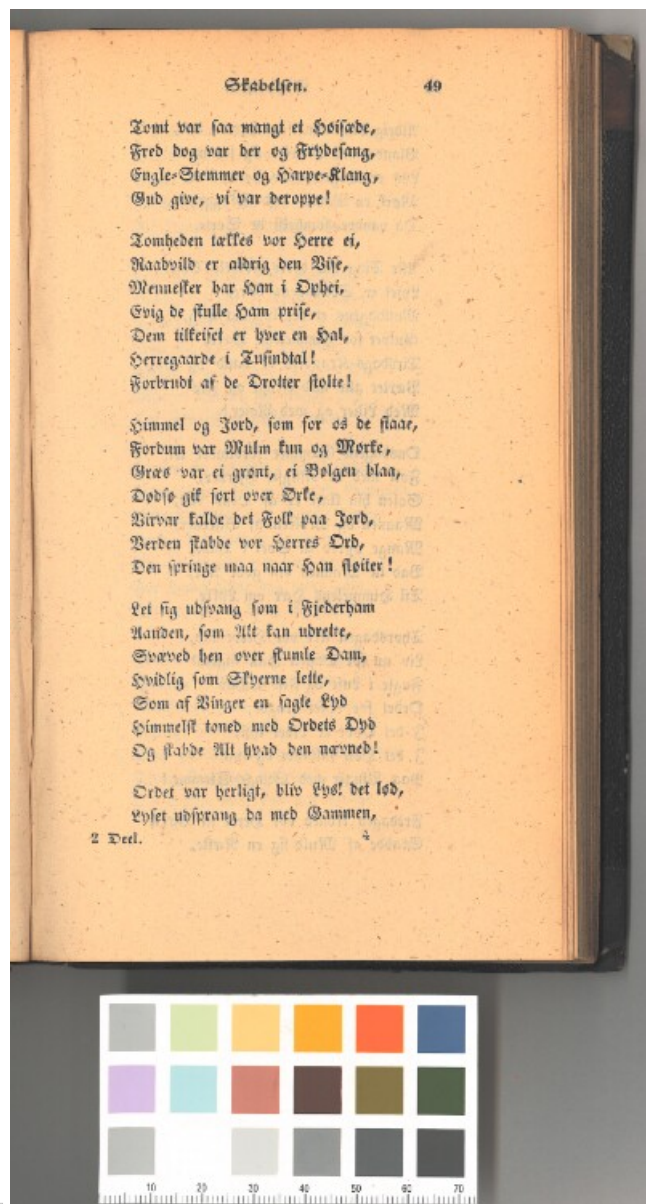 Skabelsen. 49
Tomt var saa mangt et Høisæde,
Fred dog var der og Frydesang,
Engle-Stemmer og Harpe-Klang,
Gud give, vi var deroppe!
Tomheden tækkes vor Herre ei,
Raadvild er aldrig den Vise,
Mennesker har Han i Ophei,
Evig de skulle Ham prise,
Dem tilkeiset er hver en Hal,
Herregaarde i Tusindtal!
Forbrudt af de Drotter stolte!
Himmel og Jord, som for os de staae,
Fordum var Mulm kun og Mørke,
Græs var ei grønt, ei Bølgen blaa,
Dødsø gik sort over Ørke,
Virvar kalde det Folk paa Jord,
Verden skabde vor Herres Ord,
Den springe maa naar Han fløiter!
Let sig udsvang som i Fjederham
Aanden, som Alt kan udrette,
Svæved hen over skumle Dam,
Hvidlig som Skyerne lette,
Som af Vinger en sagte Lyd
Himmelsk toned med Ordets Dyd
Og skabde Alt hvad den nævned!
Ordet var herligt, bliv Lys! det lød,
Lyset udsprang da med Gammen,
2 Deel. 4
10 20 30 40 50 60 70